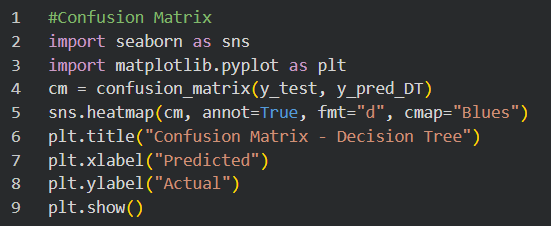 1 #Confusion Matrix
2 import seaborn as sns
3 import matplotlib.pyplot as plt
4 cm = confusion_matrix(y_test, y_pred_DT)
5 sns.heatmap(cm, annot=True, fmt="d", cmap="Blues")
6 plt.title("Confusion Matrix - Decision Tree")
7 plt.xlabel("Predicted")
8 plt.ylabel("Actual")
9 plt.show()